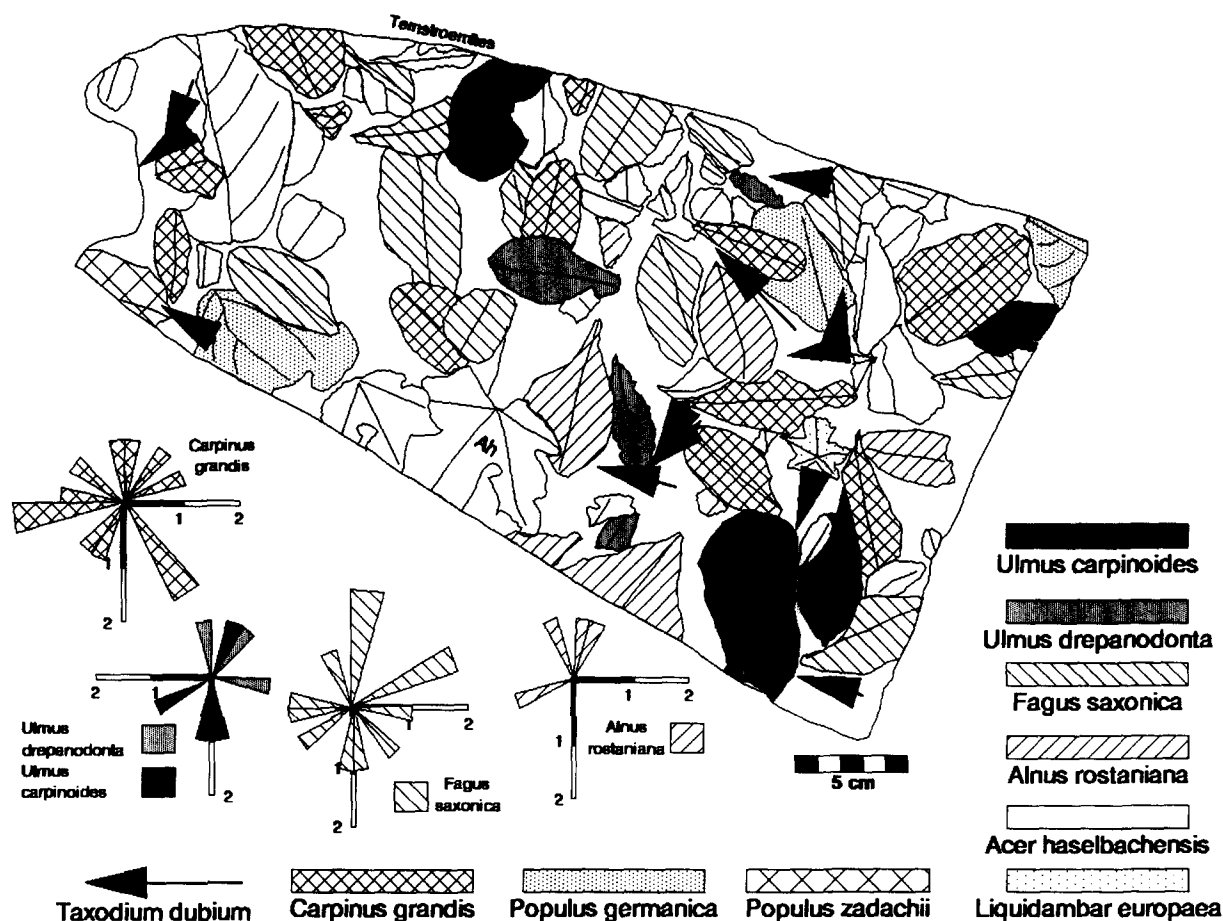 Ternstroemites
Ah
Carpinus
grandis
1 2
1
2
2 1
2
Ulmus
drepanodonta
Ulmus
carpinoides
1 2
1
2
Fagus
saxonica
1 2
1
2
Alnus
rostaniana
5 cm
Ulmus carpinoides
Ulmus drepanodonta
Fagus saxonica
Alnus rostaniana
Acer haselbachensis
Liquidambar europaea
Taxodium dubium
Carpinus grandis
Populus germanica
Populus zadachii